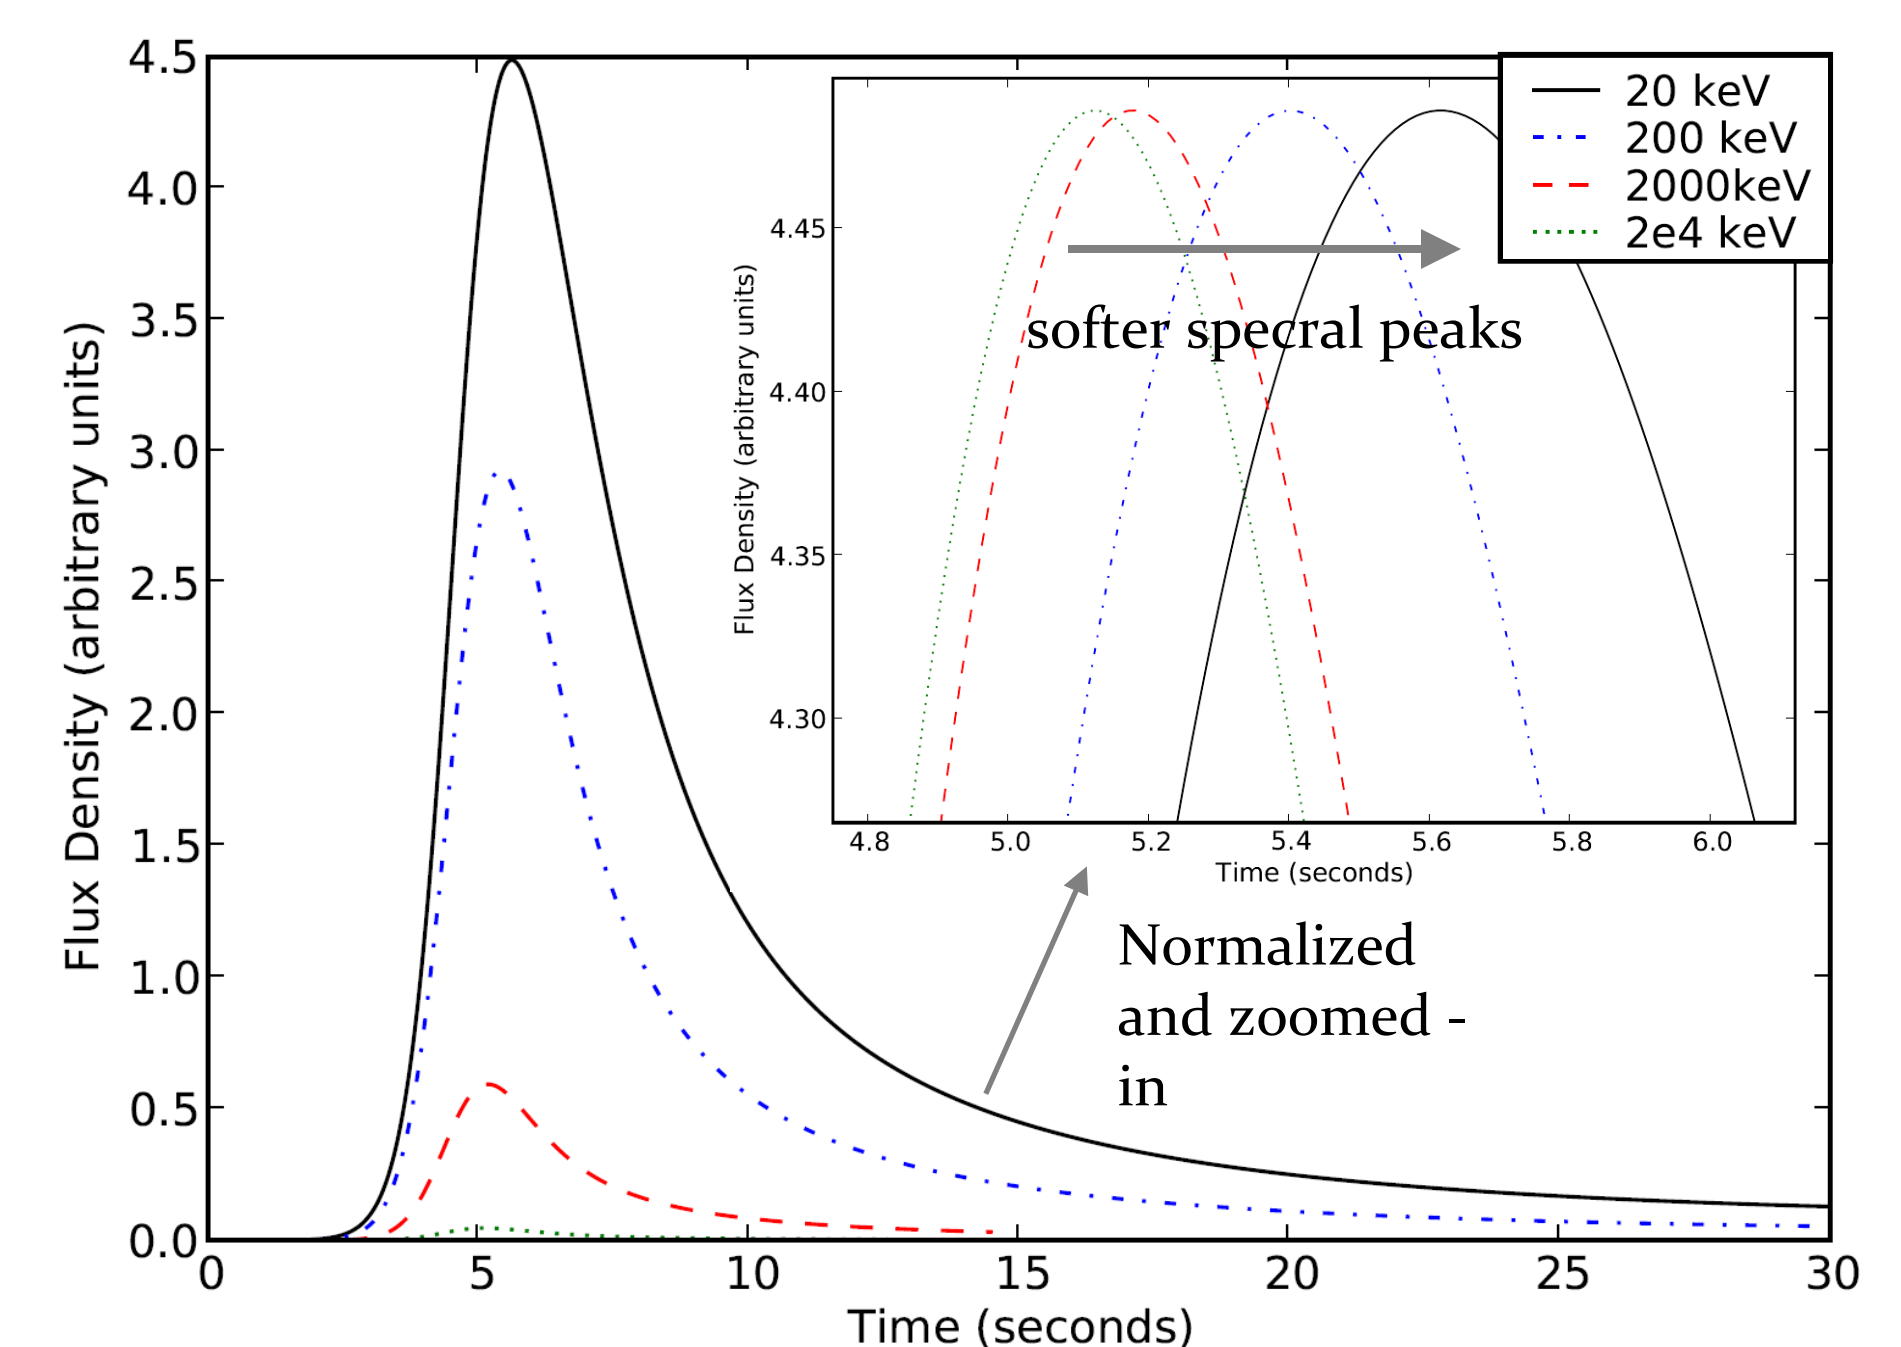 4.5
4.0
3.5
3.0
2.5
2.0
1.5
1.0
0.5
0.0
Flux Density (arbitrary units)
0 5 10 15 20 25 30
Time (seconds)
20 keV
200 keV
2000keV
2e4 keV
4.45
4.40
4.35
4.30
Flux Density (arbitrary units)
softer specral peaks
4.8 5.0 5.2 5.4 5.6 5.8 6.0
Time (seconds)
Normalized
and zoomed -
in